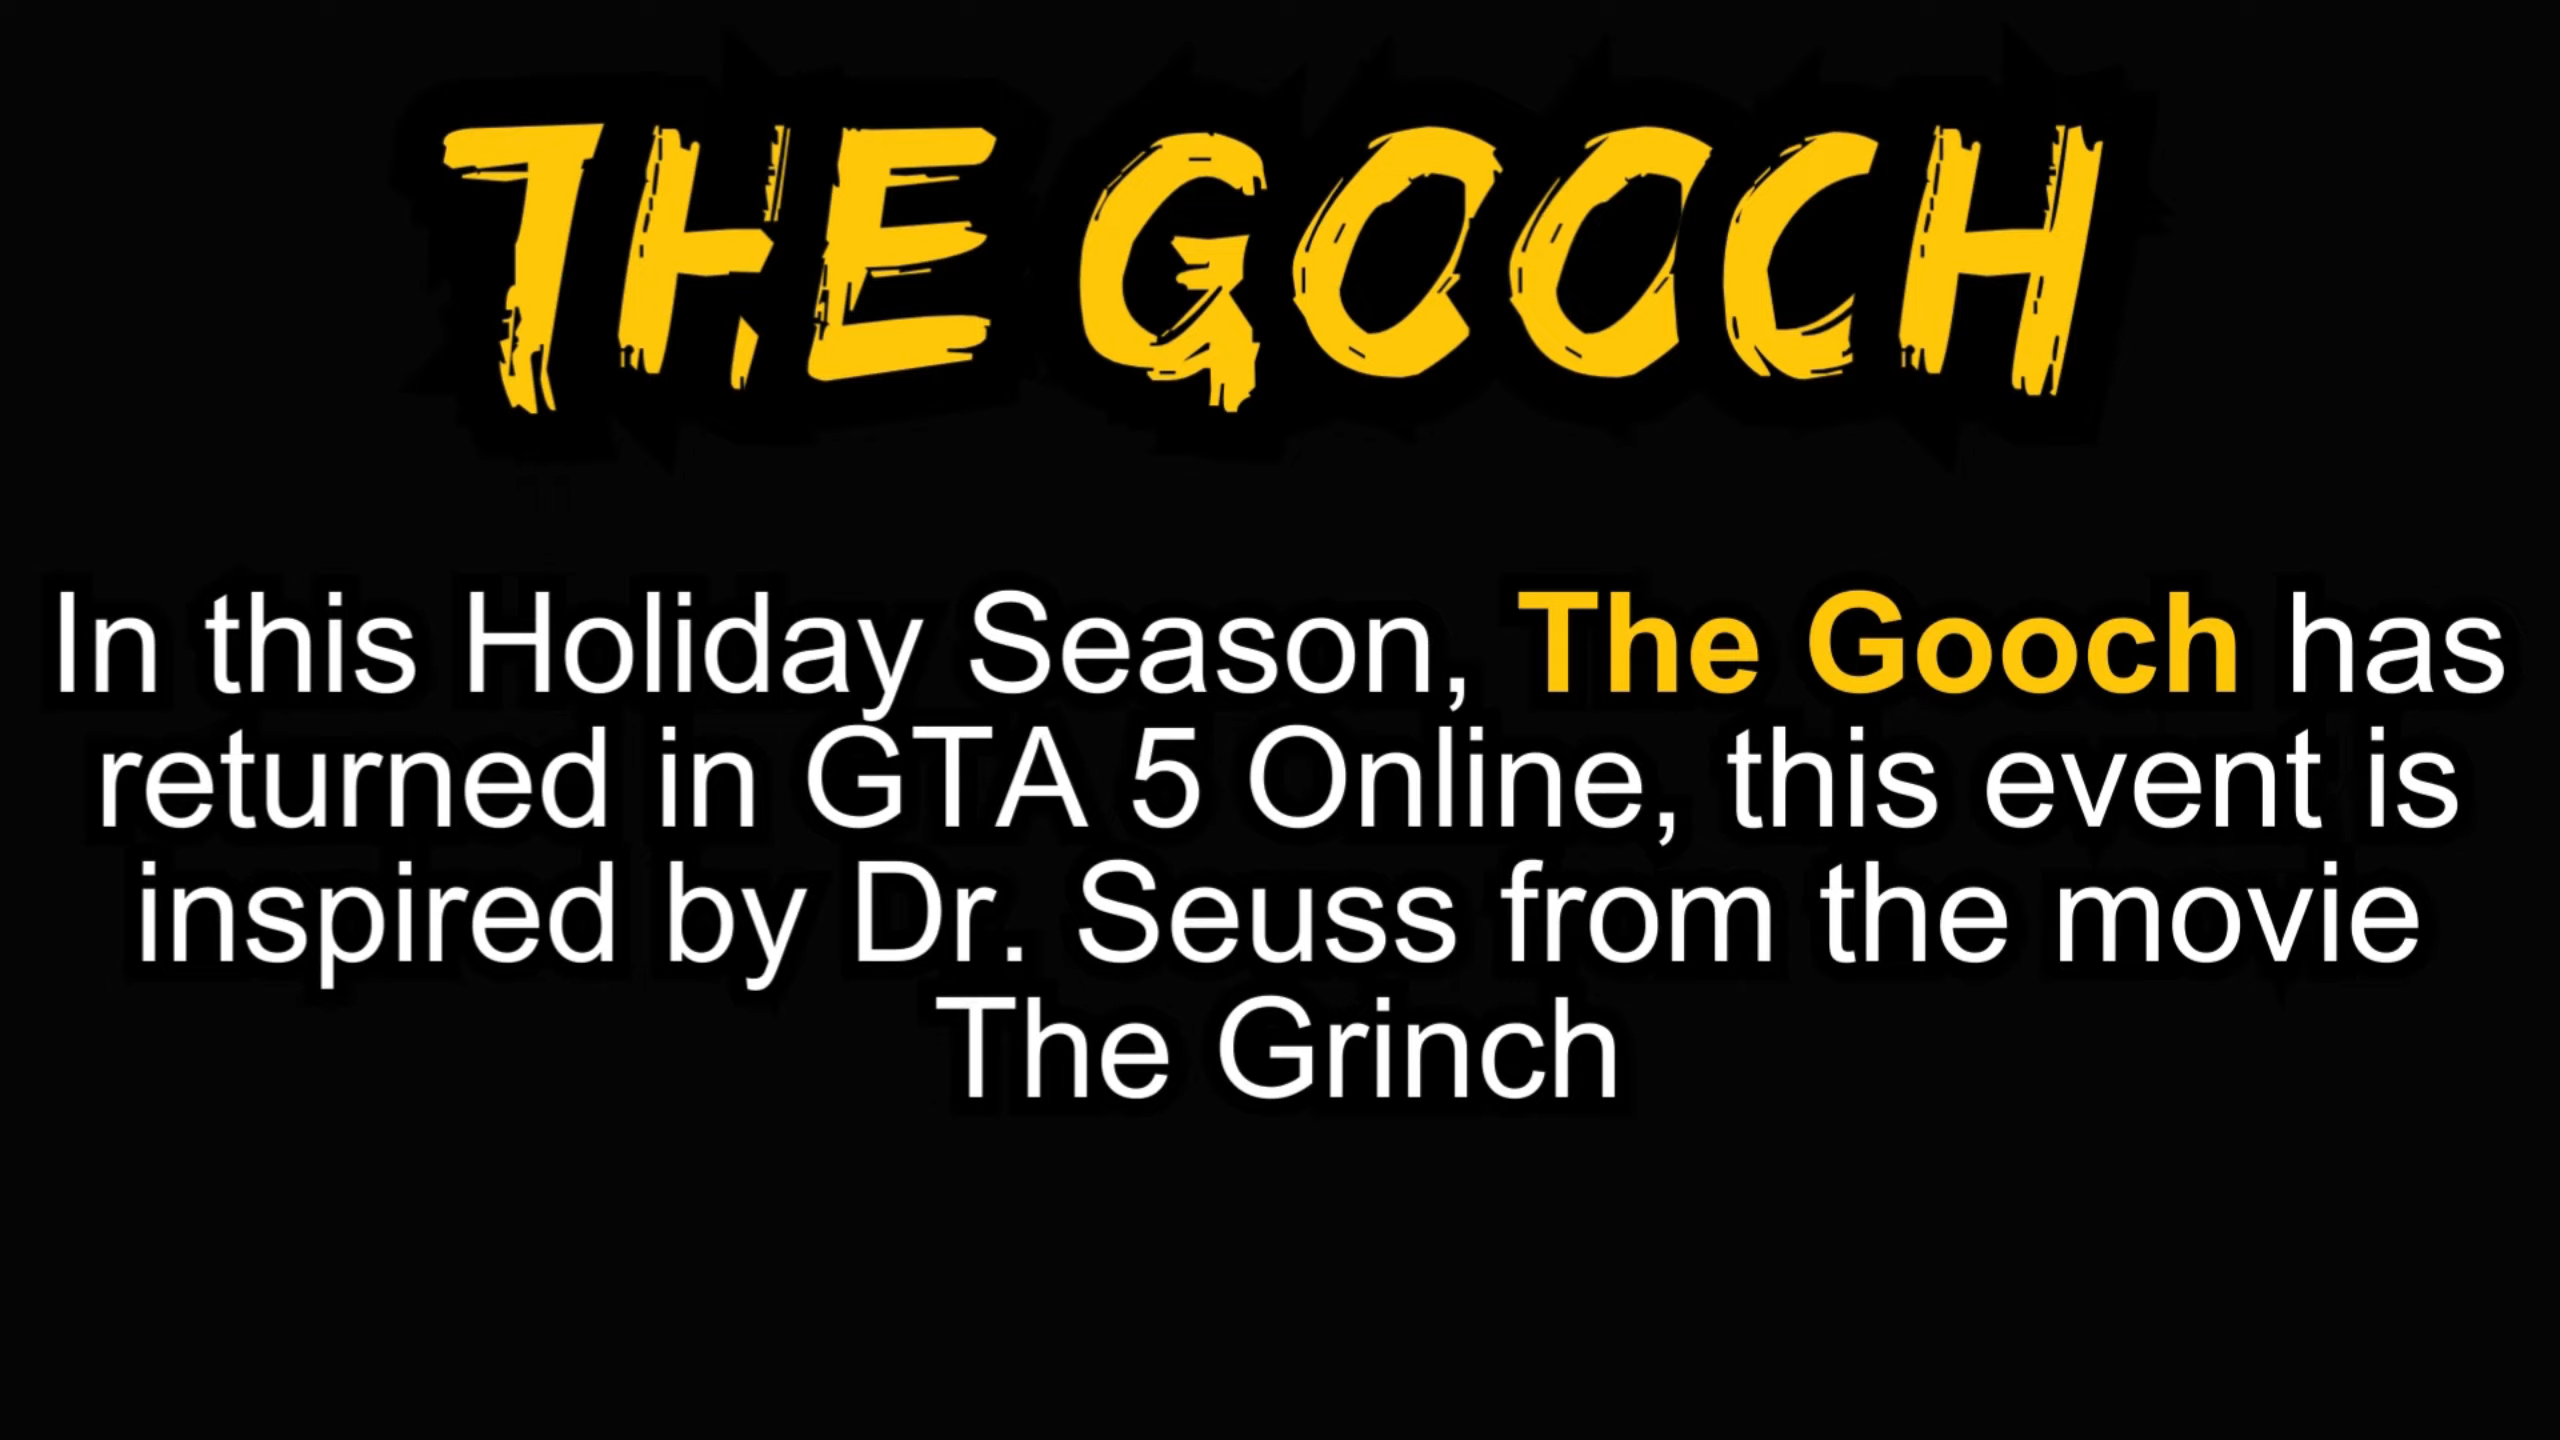 THE GOOCH
In this Holiday Season, The Gooch has
returned in GTA 5 Online, this event is
inspired by Dr. Seuss from the movie
The Grinch